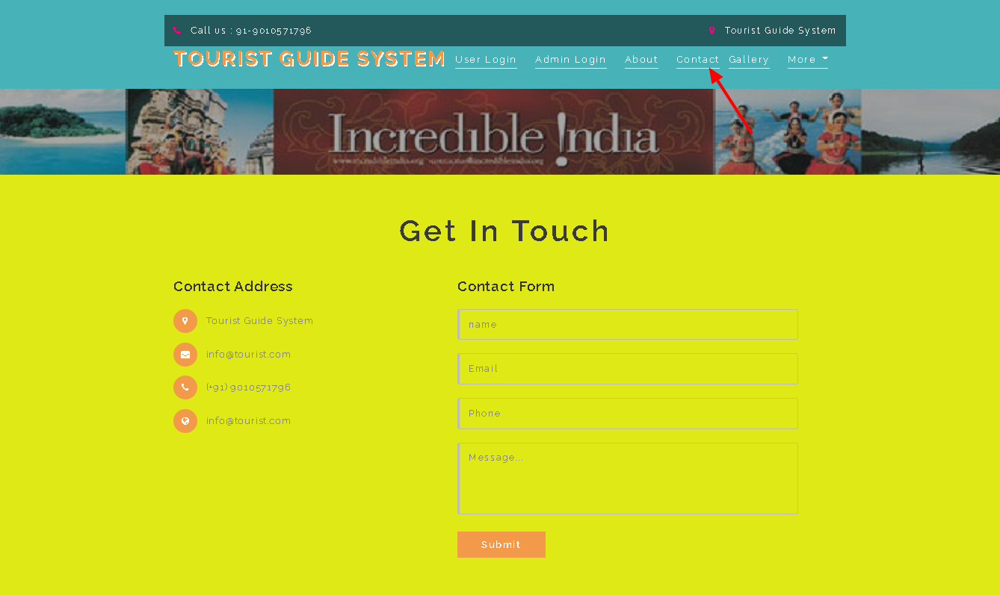 Call us : 91-9010571796
Tourist Guide System
TOURIST GUIDE SYSTEM
User Login
Admin Login
About
Contact
Gallery
More
Incredible !ndia
www.incredibleindia.org
Get In Touch
Contact Address
Tourist Guide System
info@tourist.com
(+91) 9010571796
info@tourist.com
Contact Form
name
Email
Phone
Message...
Submit